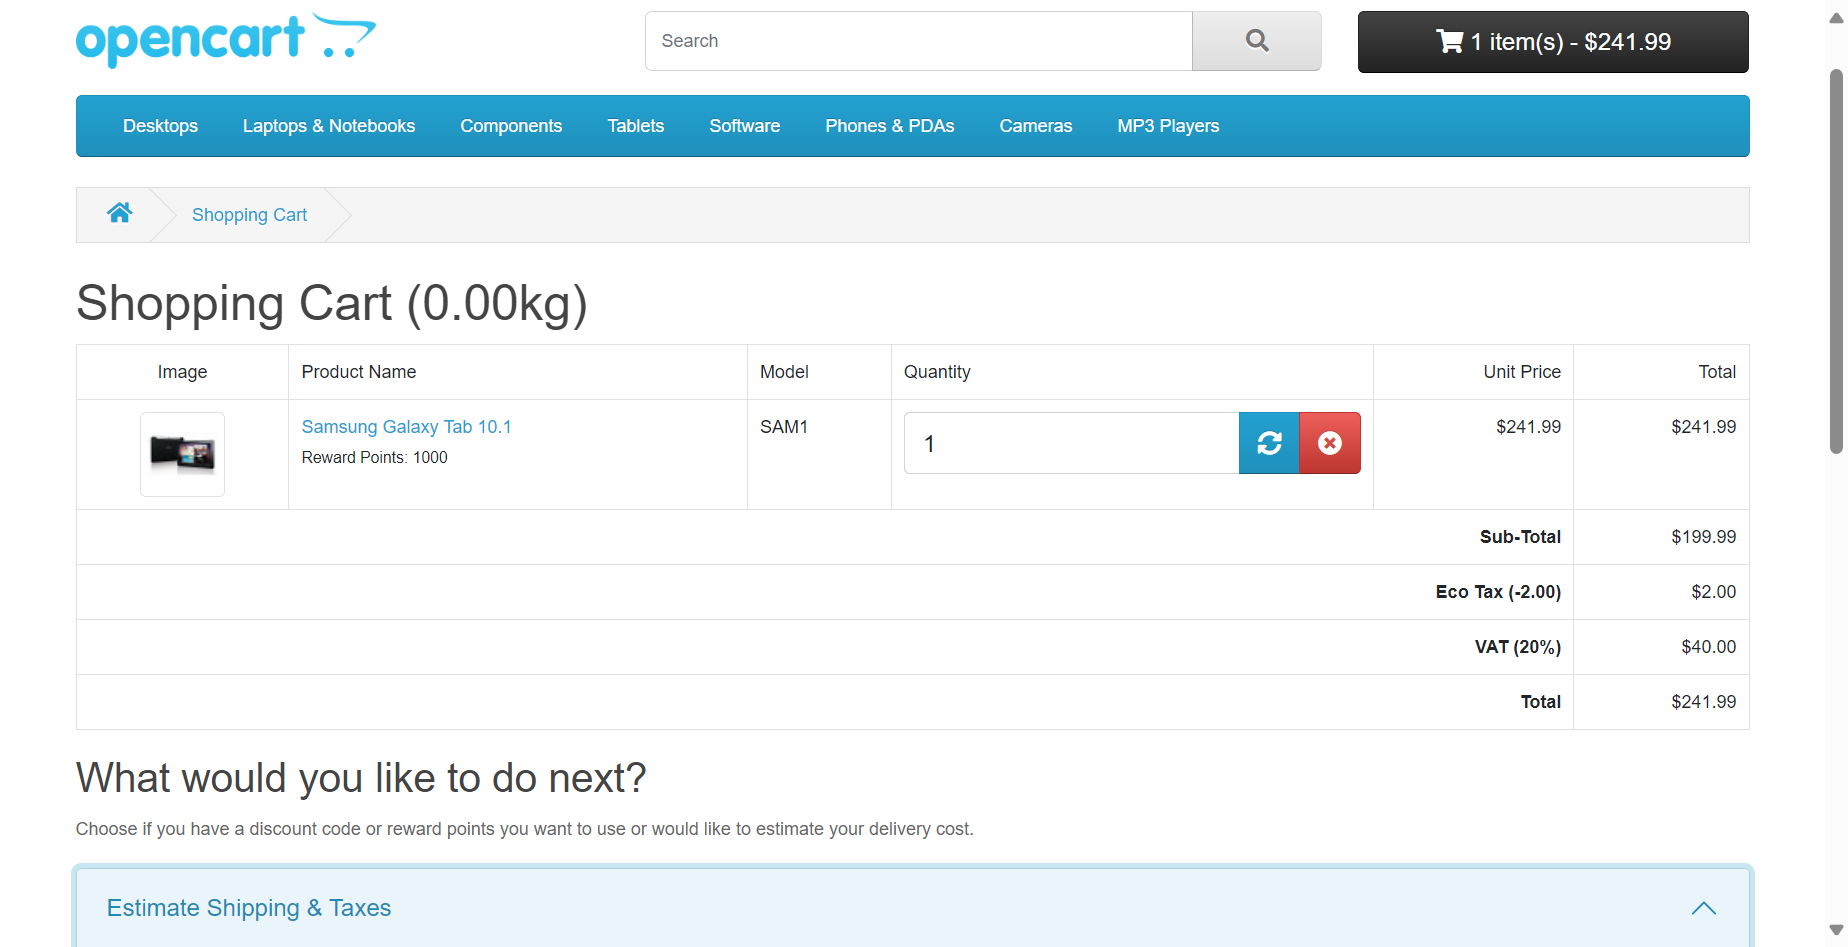 opencart
Search
1 item(s) - $241.99
Desktops Laptops & Notebooks Components Tablets Software Phones & PDAs Cameras MP3 Players
Shopping Cart
Shopping Cart (0.00kg)
Image Product Name Model Quantity Unit Price Total
Samsung Galaxy Tab 10.1 SAM1 1 $241.99 $241.99
Reward Points: 1000
Sub-Total $199.99
Eco Tax (-2.00) $2.00
VAT (20%) $40.00
Total $241.99
What would you like to do next?
Choose if you have a discount code or reward points you want to use or would like to estimate your delivery cost.
Estimate Shipping & Taxes